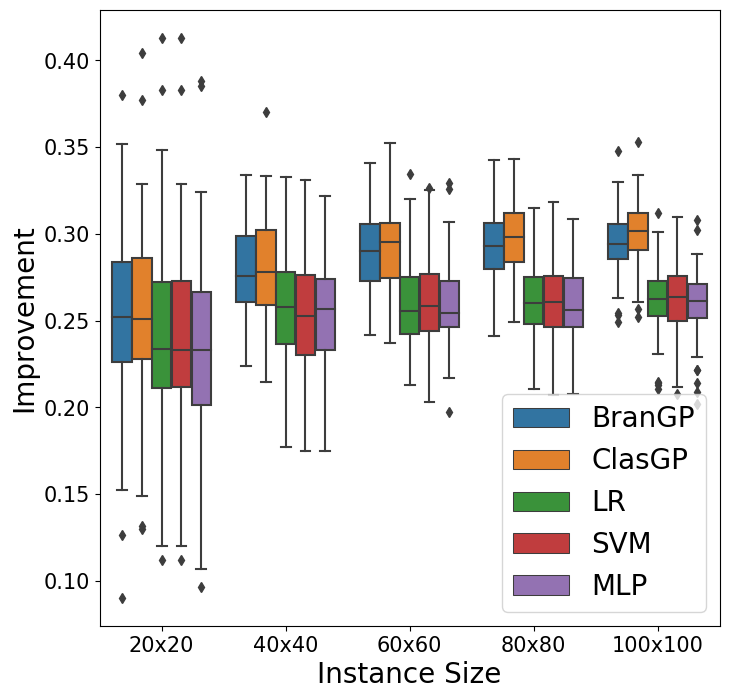 0.40
0.35
0.30
0.25
0.20
0.15
0.10
Improvement
20x20 40x40 60x60 80x80 100x100
Instance Size
BranGP
ClasGP
LR
SVM
MLP